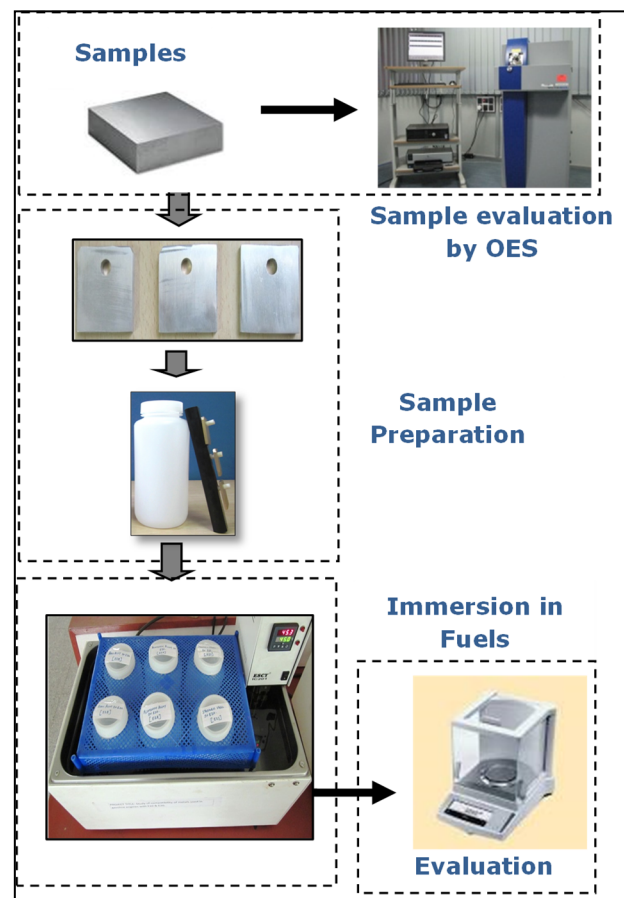 Samples
Sample evaluation
by OES
Sample
Preparation
Immersion in
Fuels
Evaluation